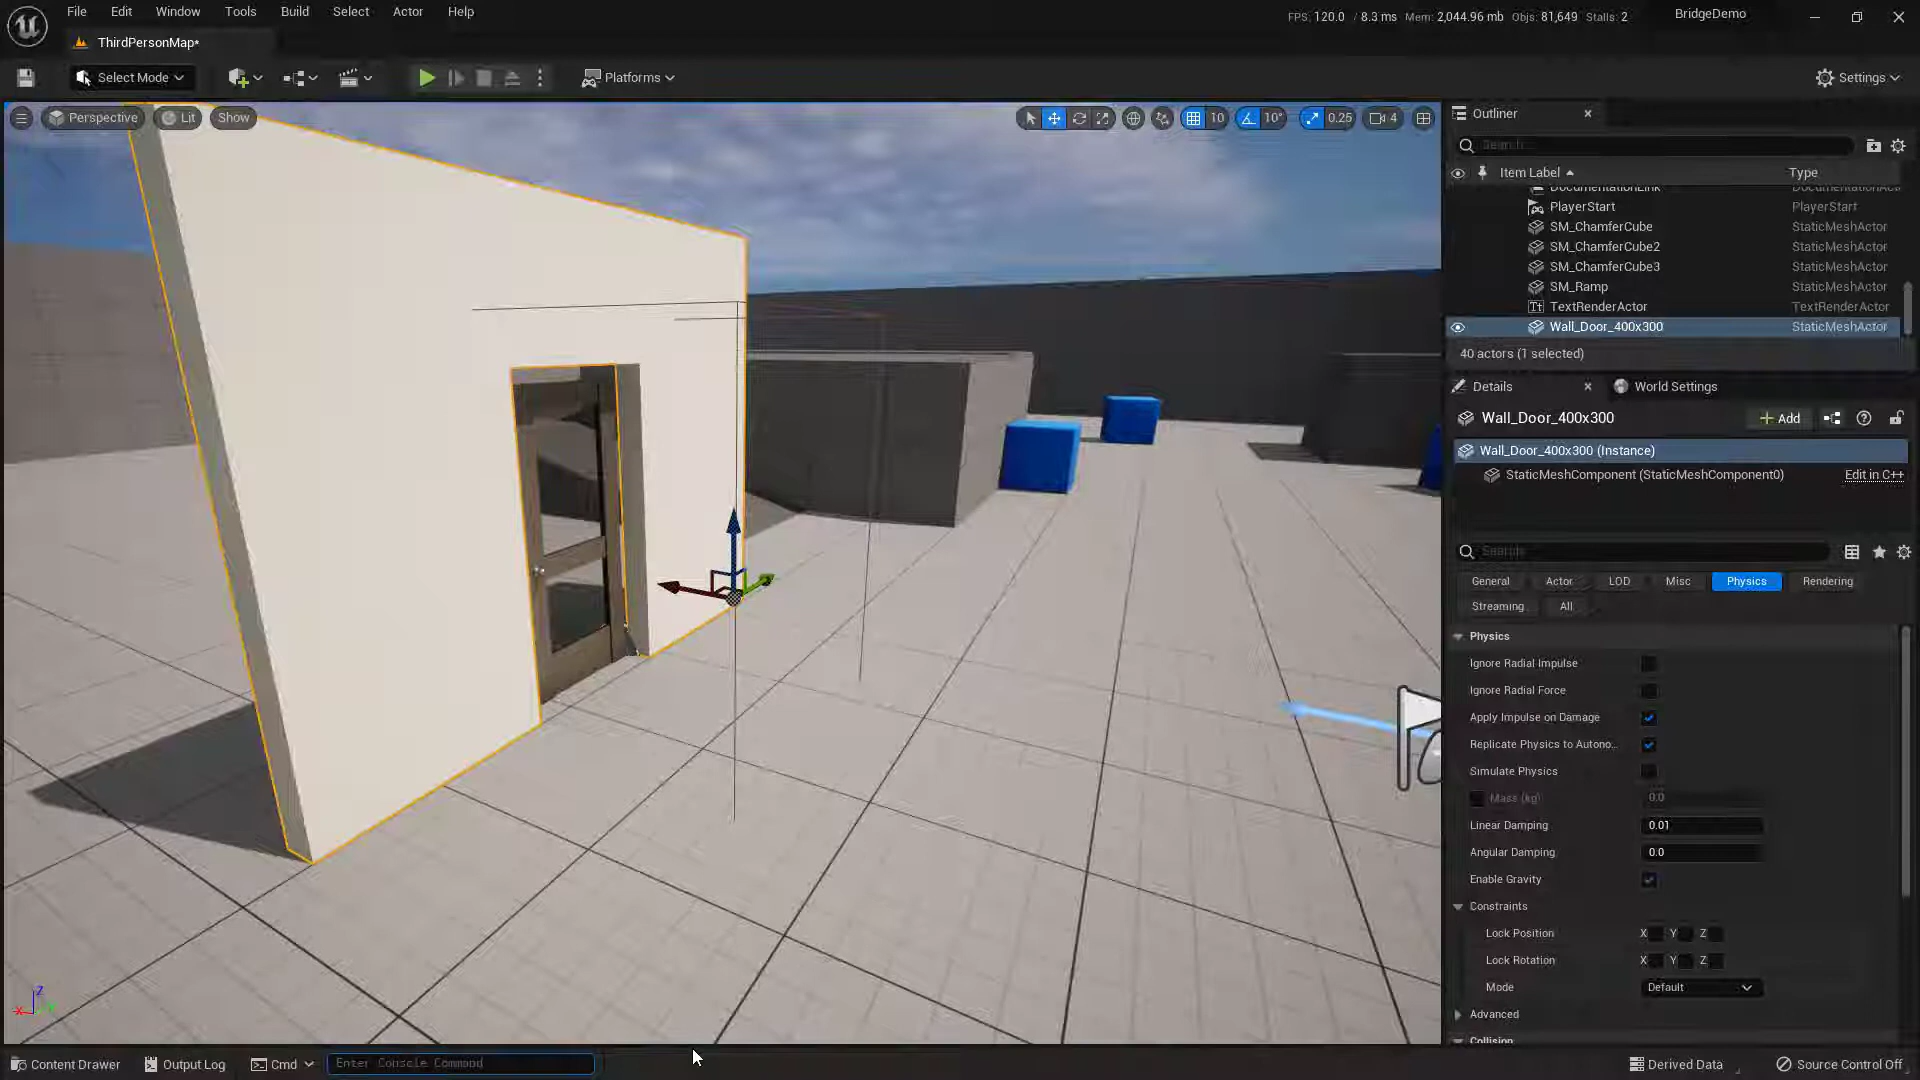 File Edit Window Tools Build Select Actor Help
FPS: 120.0 / 8.3 ms Mem: 2,044.96 mb Objs: 81,649 Stalls: 2
BridgeDemo
ThirdPersonMap*
Select Mode
Platforms
Settings
Perspective
Lit
Show
10
10°
0.25
4
Outliner
Search...
Item Label
Type
DocumentationLink
PlayerStart PlayerStart
SM_ChamferCube StaticMeshActor
SM_ChamferCube2 StaticMeshActor
SM_ChamferCube3 StaticMeshActor
SM_Ramp StaticMeshActor
TextRenderActor TextRenderActor
Wall_Door_400x300 StaticMeshActor
40 actors (1 selected)
Details
World Settings
Wall_Door_400x300
Add
Wall_Door_400x300 (Instance)
StaticMeshComponent (StaticMeshComponent0) Edit in C++
Search
General Actor LOD Misc Physics Rendering
Streaming All
Physics
Ignore Radial Impulse
Ignore Radial Force
Apply Impulse on Damage
Replicate Physics to Autono...
Simulate Physics
Mass (kg) 0.0
Linear Damping 0.01
Angular Damping 0.0
Enable Gravity
Constraints
Lock Position X Y Z
Lock Rotation X Y Z
Mode Default
Advanced
Collision
Z
X
Content Drawer
Output Log
Cmd
Enter Console Command
Derived Data
Source Control Off